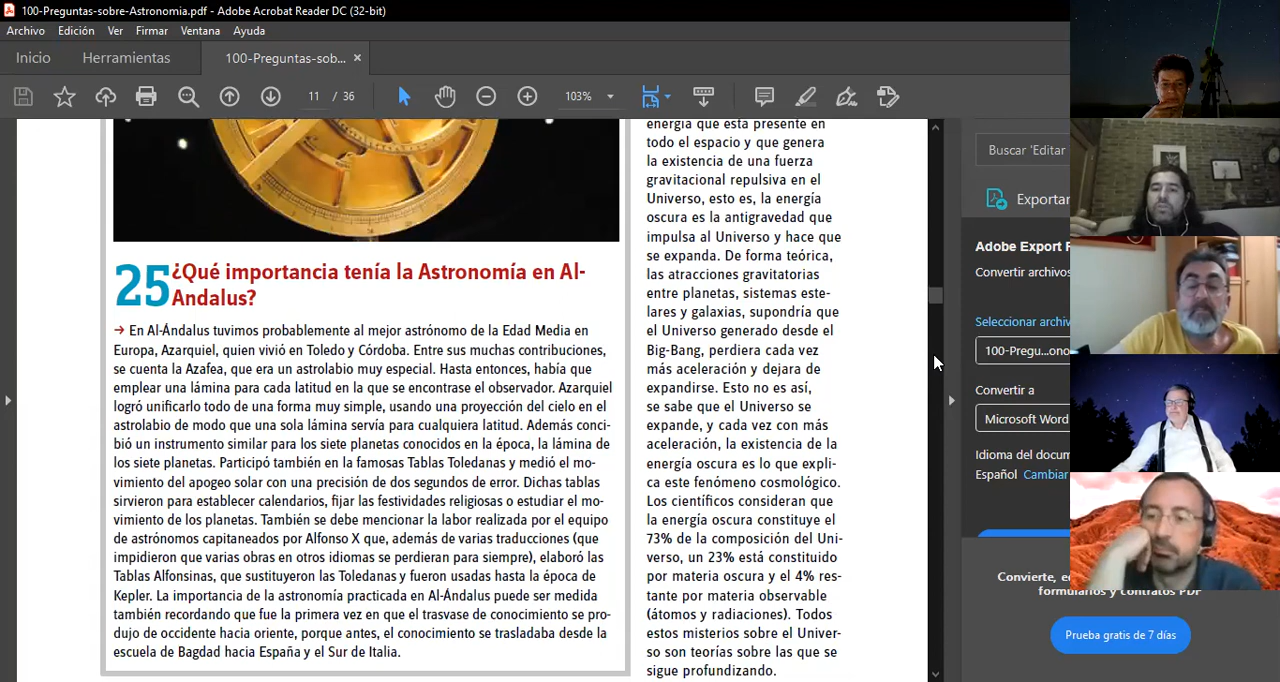 100-Preguntas-sobre-Astronomia.pdf - Adobe Acrobat Reader DC (32-bit)
Archivo Edición Ver Firmar Ventana Ayuda
Inicio Herramientas 100-Preguntas-sob... ×
11 / 36 103%
25 ¿Qué importancia tenía la Astronomía en Al-
Andalus?
→ En Al-Ándalus tuvimos probablemene al mejor astrónomo de la Edad Media en
Europa, Azarquiel, quien vivió en Toledo y Córdoba. Entre sus muchas contribuciones,
se cuenta la Azafea, que era un astrolabio muy especial. Hasta entonces, había que
emplear una lámina para cada latitud en la que se encontrase el observador. Azarquiel
logró unificarlo todo de una forma muy simple, usando una proyección del cielo en el
astrolabio de modo que una sola lámina servía para cualquiera latitud. Además conci-
bió un instrumento similar para los siete planetas conocidos en la época, la lámina de
los siete planetas. Participó también en la famosas Tablas Toledanas y medió el mo-
vimiento del apogeo solar con una precisión de dos segundos de error. Dichas tablas
sirvieron para establecer calendarios, fijar las festividades religiosas o estudiar el mo-
vimiento de los planetas. También se debe mencionar la labor realizada por el equipo
de astrónomos capitaneados por Alfonso X que, además de varias traducciones (que
impidieron que varias obras en otros idiomas se perdieran para siempre), elaboró las
Tablas Alfonsinas, que sustituyeron las Toledanas y fueron usadas hasta la época de
Kepler. La importancia de la astronomía practicada en Al-Ándalus puede ser medida
también recordando que fue la primera vez en que el trasvase de conocimiento se pro-
dujo de occidente hacia oriente, porque antes, el conocimiento se trasladaba desde la
escuela de Bagdad hacia España y el Sur de Italia.
energía que está presente en
todo el espacio y que genera
la existencia de una fuerza
gravitacional repulsiva en el
Universo, esto es, la energía
oscura es la antigravedad que
impulsa al Universo y hace que
se expanda. De forma teórica,
las atracciones gravitatorias
entre planetas, sistemas este-
lares y galaxias, supondría que
el Universo generado desde el
Big-Bang, perdiera cada vez
más aceleración y dejara de
expandirse. Esto no es así,
se sabe que el Universo se
expande, y cada vez con más
aceleración, la existencia de la
energía oscura es lo que expli-
ca este fenómeno cosmológico.
Los científicos consideran que
la energía oscura constituye el
73% de la composición del Uni-
verso, un 23% está constituido
por materia oscura y el 4% res-
tante por materia observable
(átomos y radiaciones). Todos
estos misterios sobre el Univer-
so son teorías sobre las que se
sigue profundizando.
Buscar 'Editar
Exportar
Adobe Export
Convertir archivos
Seleccionar archi
100-Pregu...ono
Convertir a
Microsoft Word
Idioma del docum
Español Cambiar
Convierte,
formularios y contratos PDF
Prueba gratis de 7 días